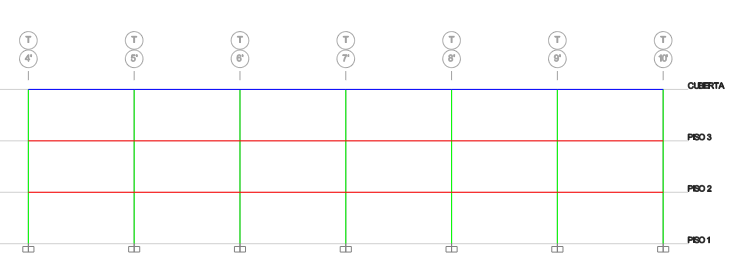 T T T T T T T
4' 5' 6' 7' 8' 9' 10'
CUBIERTA
PISO 3
PISO 2
PISO 1